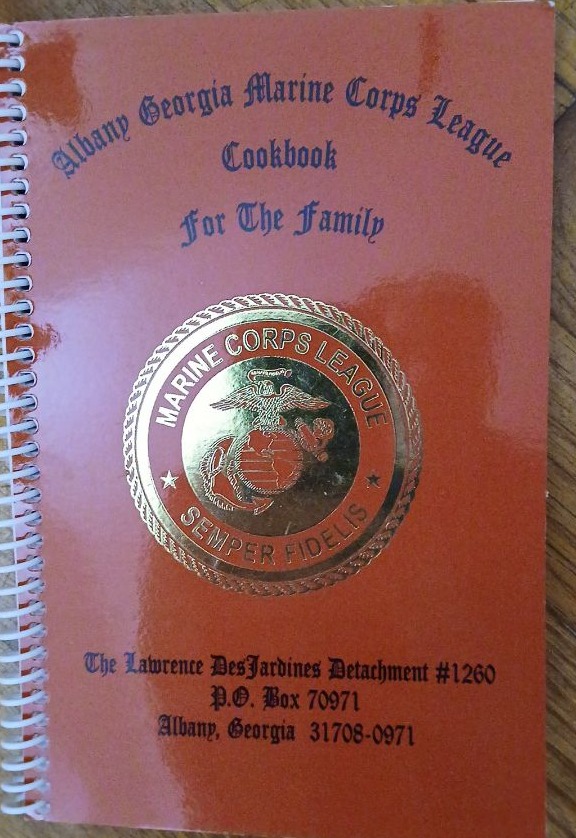 Albany Georgia Marine Corps League
Cookbook
For The Family
MARINE CORPS LEAGUE
SEMPER FIDELIS
The Lawrence DesJardines Detachment #1260
P.O. Box 70971
Albany, Georgia 31708-0971